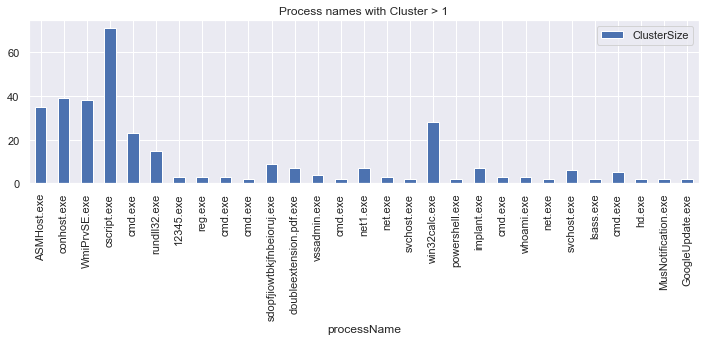 Process names with Cluster > 1
ClusterSize
60
40
20
0
ASMHost.exe
conhost.exe
WmiPrvSE.exe
cscript.exe
cmd.exe
rundll32.exe
12345.exe
reg.exe
cmd.exe
cmd.exe
sdopfjiowtbkjfnbeioruj.exe
doubleextension.pdf.exe
vssadmin.exe
cmd.exe
net1.exe
net.exe
svchost.exe
win32calc.exe
powershell.exe
implant.exe
cmd.exe
whoami.exe
net.exe
svchost.exe
lsass.exe
cmd.exe
hd.exe
MusNotification.exe
GoogleUpdate.exe
processName